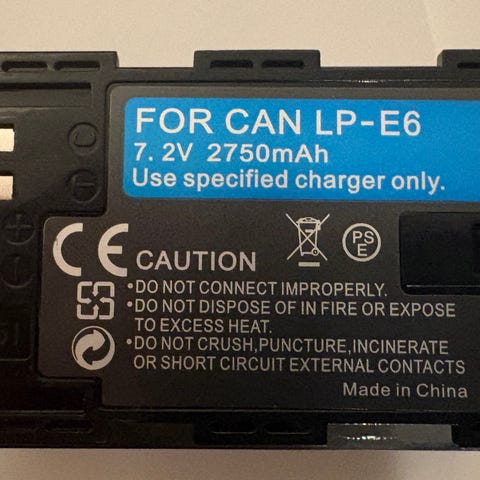 FOR CAN LP-E6
7.2V 2750mAh
Use specified charger only.
CE CAUTION
PS
E
•DO NOT CONNECT IMPROPERLY.
•DO NOT DISPOSE OF IN FIRE OR EXPOSE
TO EXCESS HEAT.
•DO NOT CRUSH,PUNCTURE, INCINERATE
OR SHORT CIRCUIT EXTERNAL CONTACTS
Made in China